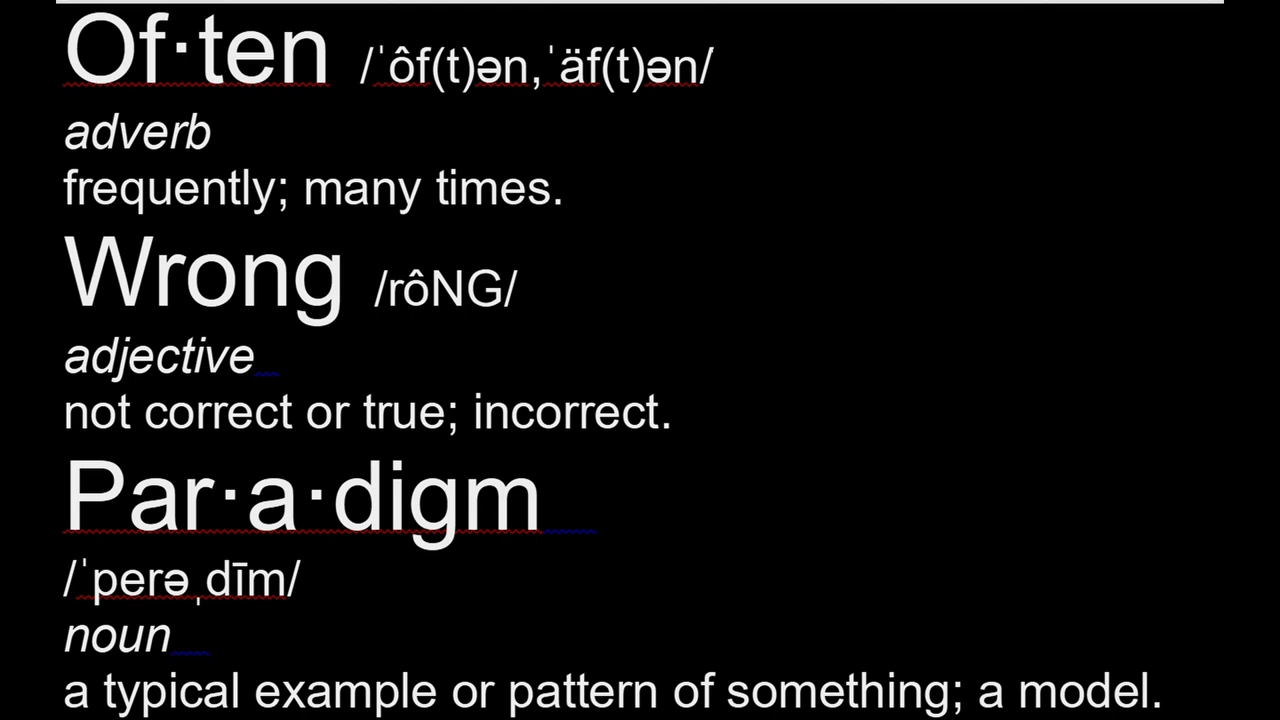 Of·ten /ˈôf(t)ən,ˈäf(t)ən/
adverb
frequently; many times.
Wrong /rôNG/
adjective
not correct or true; incorrect.
Par·a·digm
/ˈperəˌdīm/
noun
a typical example or pattern of something; a model.